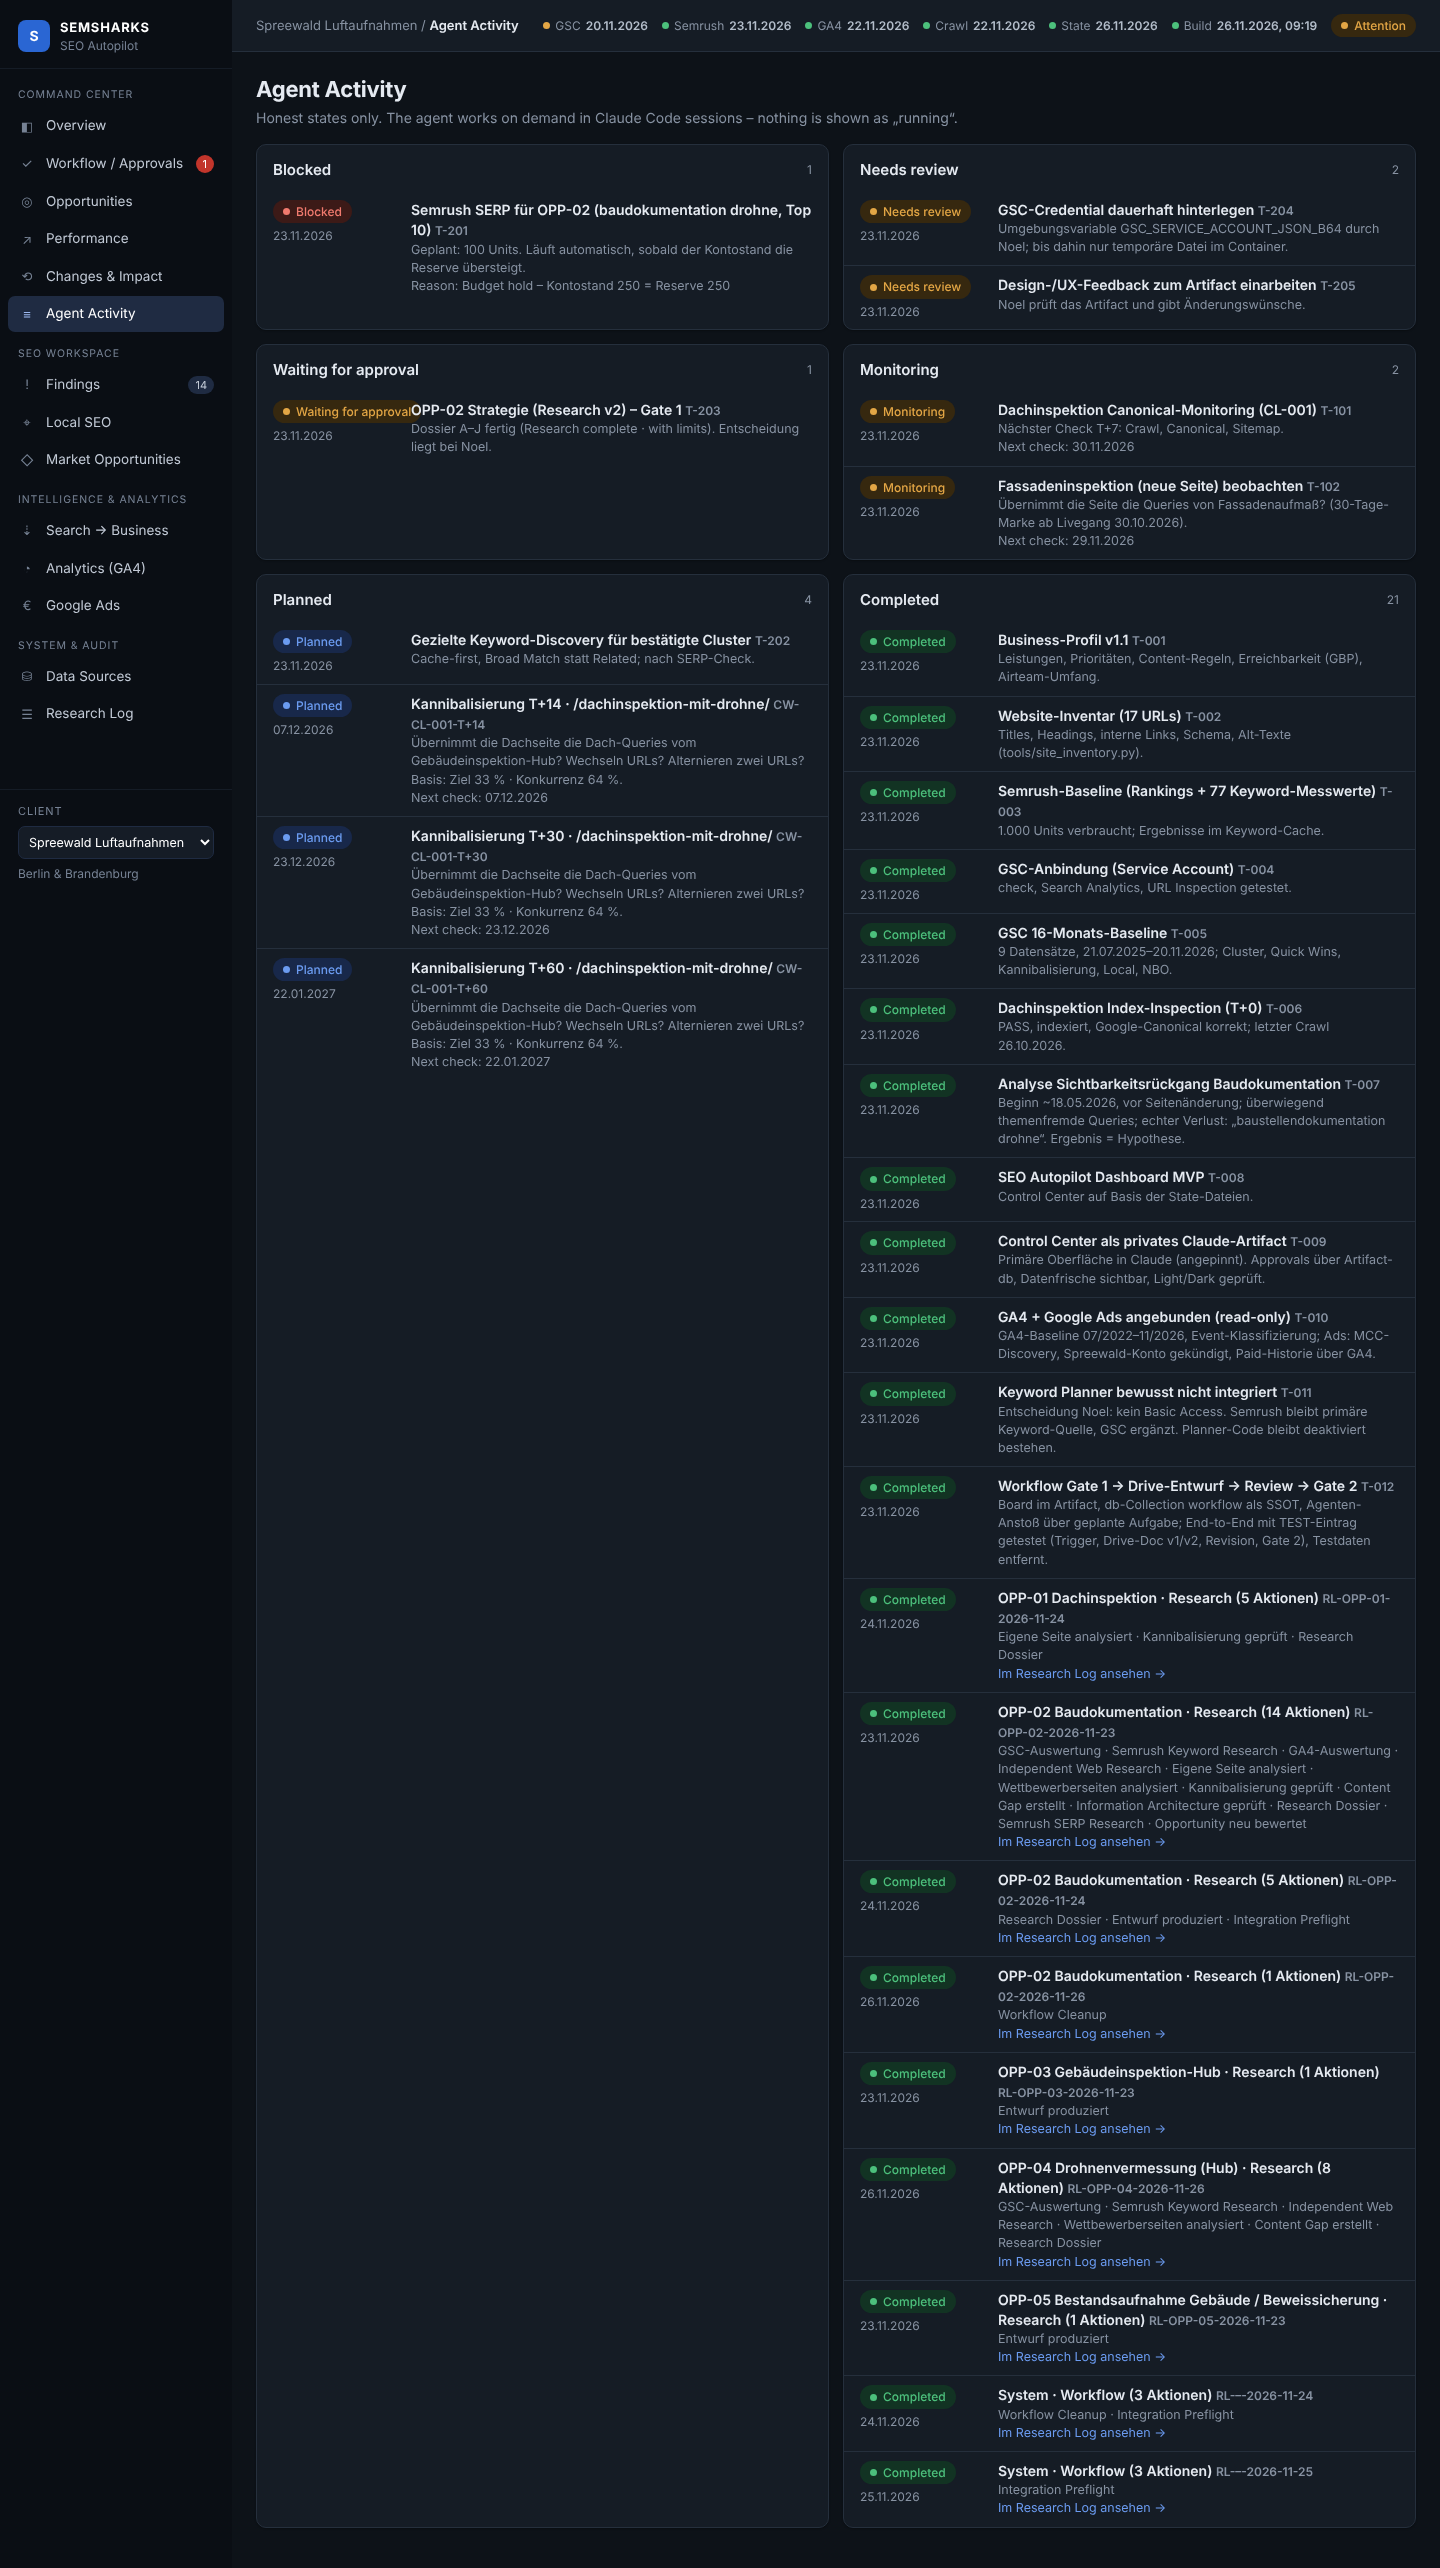 S
SEMSHARKS
SEO Autopilot
COMMAND CENTER
Overview
Workflow / Approvals 1
Opportunities
Performance
Changes & Impact
Agent Activity
SEO WORKSPACE
Findings 14
Local SEO
Market Opportunities
INTELLIGENCE & ANALYTICS
Search → Business
Analytics (GA4)
€ Google Ads
SYSTEM & AUDIT
Data Sources
Research Log
CLIENT
Spreewald Luftaufnahmen
Berlin & Brandenburg
Spreewald Luftaufnahmen / Agent Activity
GSC 20.11.2026 Semrush 23.11.2026 GA4 22.11.2026 Crawl 22.11.2026 State 26.11.2026 Build 26.11.2026, 09:19 Attention
Agent Activity
Honest states only. The agent works on demand in Claude Code sessions – nothing is shown as „running“.
Blocked 1
Blocked
23.11.2026
Semrush SERP für OPP-02 (baudokumentation drohne, Top
10) T-201
Geplant: 100 Units. Läuft automatisch, sobald der Kontostand die
Reserve übersteigt.
Reason: Budget hold – Kontostand 250 = Reserve 250
Needs review 2
Needs review
23.11.2026
GSC-Credential dauerhaft hinterlegen T-204
Umgebungsvariable GSC_SERVICE_ACCOUNT_JSON_B64 durch
Noel; bis dahin nur temporäre Datei im Container.
Needs review
23.11.2026
Design-/UX-Feedback zum Artifact einarbeiten T-205
Noel prüft das Artifact und gibt Änderungswünsche.
Waiting for approval 1
Waiting for approval
23.11.2026
OPP-02 Strategie (Research v2) – Gate 1 T-203
Dossier A–J fertig (Research complete · with limits). Entscheidung
liegt bei Noel.
Monitoring 2
Monitoring
23.11.2026
Dachinspektion Canonical-Monitoring (CL-001) T-101
Nächster Check T+7: Crawl, Canonical, Sitemap.
Next check: 30.11.2026
Monitoring
23.11.2026
Fassadeninspektion (neue Seite) beobachten T-102
Übernimmt die Seite die Queries von Fassadenaufmaß? (30-Tage-
Marke ab Livegang 30.10.2026).
Next check: 29.11.2026
Planned 4
Planned
23.11.2026
Gezielte Keyword-Discovery für bestätigte Cluster T-202
Cache-first, Broad Match statt Related; nach SERP-Check.
Planned
07.12.2026
Kannibalisierung T+14 · /dachinspektion-mit-drohne/ CW-
CL-001-T+14
Übernimmt die Dachseite die Dach-Queries vom
Gebäudeinspektion-Hub? Wechseln URLs? Alternieren zwei URLs?
Basis: Ziel 33 % · Konkurrenz 64 %.
Next check: 07.12.2026
Planned
23.12.2026
Kannibalisierung T+30 · /dachinspektion-mit-drohne/ CW-
CL-001-T+30
Übernimmt die Dachseite die Dach-Queries vom
Gebäudeinspektion-Hub? Wechseln URLs? Alternieren zwei URLs?
Basis: Ziel 33 % · Konkurrenz 64 %.
Next check: 23.12.2026
Planned
22.01.2027
Kannibalisierung T+60 · /dachinspektion-mit-drohne/ CW-
CL-001-T+60
Übernimmt die Dachseite die Dach-Queries vom
Gebäudeinspektion-Hub? Wechseln URLs? Alternieren zwei URLs?
Basis: Ziel 33 % · Konkurrenz 64 %.
Next check: 22.01.2027
Completed 21
Completed
23.11.2026
Business-Profil v1.1 T-001
Leistungen, Prioritäten, Content-Regeln, Erreichbarkeit (GBP),
Airteam-Umfang.
Completed
23.11.2026
Website-Inventar (17 URLs) T-002
Titles, Headings, interne Links, Schema, Alt-Texte
(tools/site_inventory.py).
Completed
23.11.2026
Semrush-Baseline (Rankings + 77 Keyword-Messwerte) T-
003
1.000 Units verbraucht; Ergebnisse im Keyword-Cache.
Completed
23.11.2026
GSC-Anbindung (Service Account) T-004
check, Search Analytics, URL Inspection getestet.
Completed
23.11.2026
GSC 16-Monats-Baseline T-005
9 Datensätze, 21.07.2025–20.11.2026; Cluster, Quick Wins,
Kannibalisierung, Local, NBO.
Completed
23.11.2026
Dachinspektion Index-Inspection (T+0) T-006
PASS, indexiert, Google-Canonical korrekt; letzter Crawl
26.10.2026.
Completed
23.11.2026
Analyse Sichtbarkeitsrückgang Baudokumentation T-007
Beginn ~18.05.2026, vor Seitenänderung; überwiegend
themenfremde Queries; echter Verlust: „baustellendokumentation
drohne“. Ergebnis = Hypothese.
Completed
23.11.2026
SEO Autopilot Dashboard MVP T-008
Control Center auf Basis der State-Dateien.
Completed
23.11.2026
Control Center als privates Claude-Artifact T-009
Primäre Oberfläche in Claude (angepinnt). Approvals über Artifact-
db, Datenfrische sichtbar, Light/Dark geprüft.
Completed
23.11.2026
GA4 + Google Ads angebunden (read-only) T-010
GA4-Baseline 07/2022–11/2026, Event-Klassifizierung; Ads: MCC-
Discovery, Spreewald-Konto gekündigt, Paid-Historie über GA4.
Completed
23.11.2026
Keyword Planner bewusst nicht integriert T-011
Entscheidung Noel: kein Basic Access. Semrush bleibt primäre
Keyword-Quelle, GSC ergänzt. Planner-Code bleibt deaktiviert
bestehen.
Completed
23.11.2026
Workflow Gate 1 → Drive-Entwurf → Review → Gate 2 T-012
Board im Artifact, db-Collection workflow als SSOT, Agenten-
Anstoß über geplante Aufgabe; End-to-End mit TEST-Eintrag
getestet (Trigger, Drive-Doc v1/v2, Revision, Gate 2), Testdaten
entfernt.
Completed
24.11.2026
OPP-01 Dachinspektion · Research (5 Aktionen) RL-OPP-01-
2026-11-24
Eigene Seite analysiert · Kannibalisierung geprüft · Research
Dossier
Im Research Log ansehen →
Completed
23.11.2026
OPP-02 Baudokumentation · Research (14 Aktionen) RL-
OPP-02-2026-11-23
GSC-Auswertung · Semrush Keyword Research · GA4-Auswertung ·
Independent Web Research · Eigene Seite analysiert ·
Wettbewerberseiten analysiert · Kannibalisierung geprüft · Content
Gap erstellt · Information Architecture geprüft · Research Dossier ·
Semrush SERP Research · Opportunity neu bewertet
Im Research Log ansehen →
Completed
24.11.2026
OPP-02 Baudokumentation · Research (5 Aktionen) RL-OPP-
02-2026-11-24
Research Dossier · Entwurf produziert · Integration Preflight
Im Research Log ansehen →
Completed
26.11.2026
OPP-02 Baudokumentation · Research (1 Aktionen) RL-OPP-
02-2026-11-26
Workflow Cleanup
Im Research Log ansehen →
Completed
23.11.2026
OPP-03 Gebäudeinspektion-Hub · Research (1 Aktionen)
RL-OPP-03-2026-11-23
Entwurf produziert
Im Research Log ansehen →
Completed
26.11.2026
OPP-04 Drohnenvermessung (Hub) · Research (8
Aktionen) RL-OPP-04-2026-11-26
GSC-Auswertung · Semrush Keyword Research · Independent Web
Research · Wettbewerberseiten analysiert · Content Gap erstellt ·
Research Dossier
Im Research Log ansehen →
Completed
23.11.2026
OPP-05 Bestandsaufnahme Gebäude / Beweissicherung ·
Research (1 Aktionen) RL-OPP-05-2026-11-23
Entwurf produziert
Im Research Log ansehen →
Completed
24.11.2026
System · Workflow (3 Aktionen) RL-–-2026-11-24
Workflow Cleanup · Integration Preflight
Im Research Log ansehen →
Completed
25.11.2026
System · Workflow (3 Aktionen) RL-–-2026-11-25
Integration Preflight
Im Research Log ansehen →